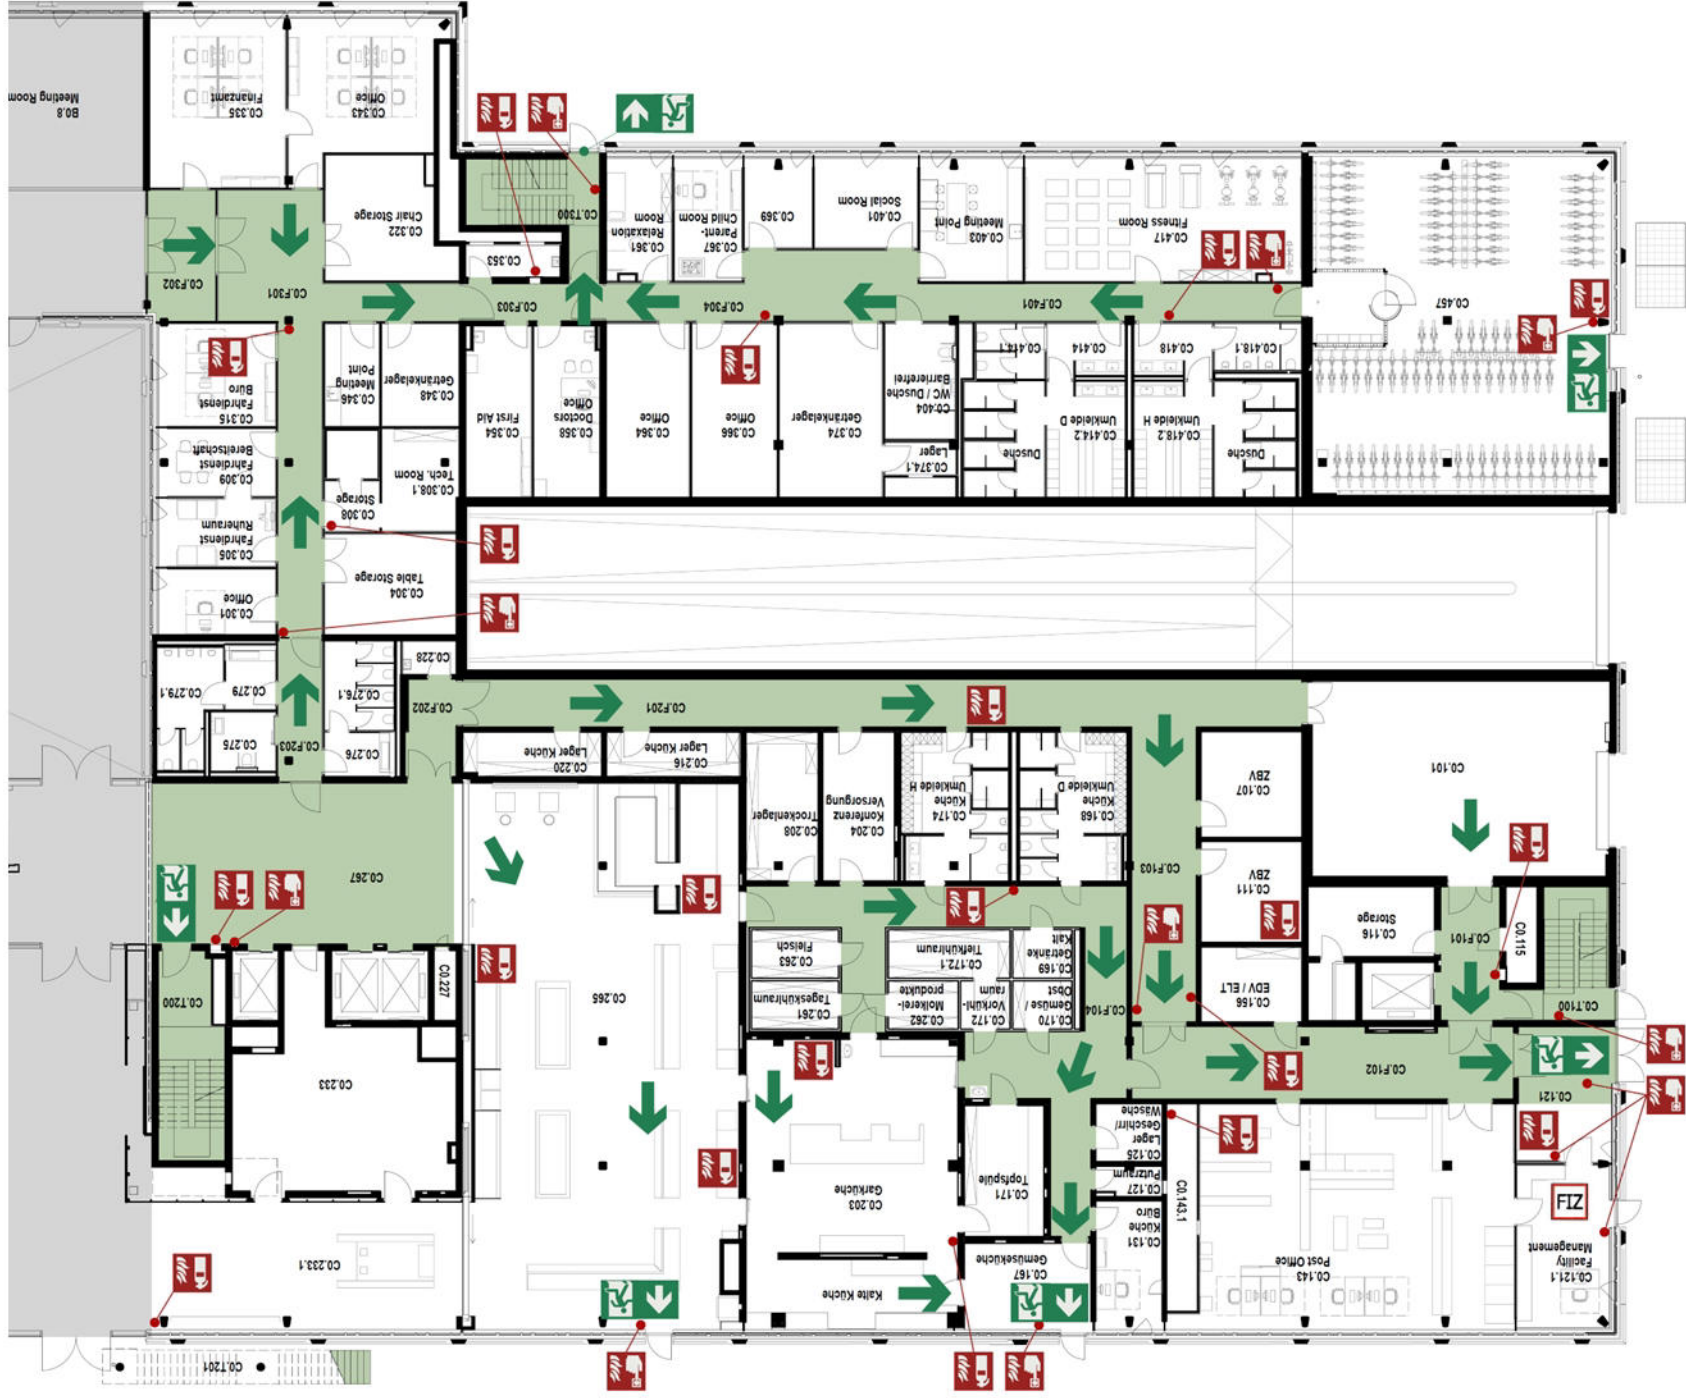 B0.8
Meeting Room
C0.335
Finanzamt
C0.343
Office
C0.322
Chair Storage
C0.T300
C0.353
C0.361
Relaxation
Room
C0.367
Parent-
Child Room
C0.369
C0.401
Social Room
C0.403
Meeting Point
C0.417
Fitness Room
C0.457
C0.F302
C0.F301
C0.F303
C0.F304
C0.F401
C0.315
Fahrdienst
Büro
C0.346
Meeting
Point
C0.348
Getränkelager
C0.354
First Aid
C0.358
Doctors
Office
C0.364
Office
C0.366
Office
C0.374
Getränkelager
C0.404
WC / Dusche
Barrierefrei
C0.374.1
Lager
C0.414.1
C0.414
C0.418
C0.418.1
C0.414.2
Umkleide D
Dusche
C0.418.2
Umkleide H
Dusche
C0.309
Fahrdienst
Bereitschaft
C0.308.1
Tech. Room
C0.308
Storage
C0.305
Fahrdienst
Ruheraum
C0.304
Table Storage
C0.301
Office
C0.279.1
C0.279
C0.275
C0.F203
C0.276.1
C0.276
C0.228
C0.F202
C0.F201
C0.220
Lager Küche
C0.216
Lager Küche
C0.208
Trockenlager
C0.204
Konferenz
Versorgung
C0.174
Küche
Umkleide H
C0.168
Küche
Umkleide D
C0.107
ZBV
C0.101
C0.F103
C0.111
ZBV
C0.267
C0.116
Storage
C0.F101
C0.115
C0.263
Fleisch
C0.172.1
Tiefkühlraum
C0.169
Getränke
Kalt
C0.227
C0.T200
C0.265
C0.261
Tageskühlraum
C0.262
Molkerei-
produkte
C0.172
Vorkühl-
raum
C0.170
Gemüse /
Obst
C0.F104
C0.156
EDV / ELT
C0.T100
C0.233
C0.F102
C0.121
C0.125
Lager
Geschirr/
Wäsche
C0.127
Putzraum
C0.171
Topfspüle
C0.203
Garküche
C0.131
Küche
Büro
C0.143.1
FIZ
C0.233.1
C0.167
Gemüseküche
Kalte Küche
C0.143
Post Office
C0.121.1
Facility
Management
C0.T201